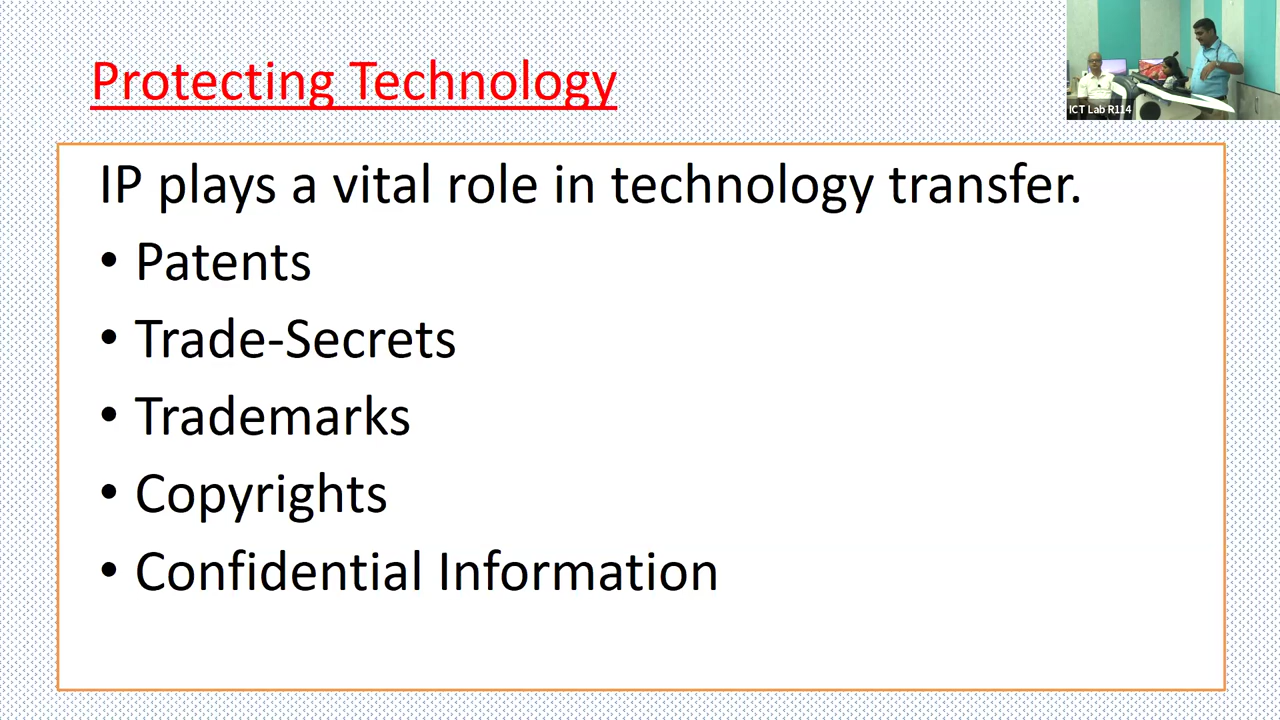 Protecting Technology
ICT Lab R114
IP plays a vital role in technology transfer.
• Patents
• Trade-Secrets
• Trademarks
• Copyrights
• Confidential Information